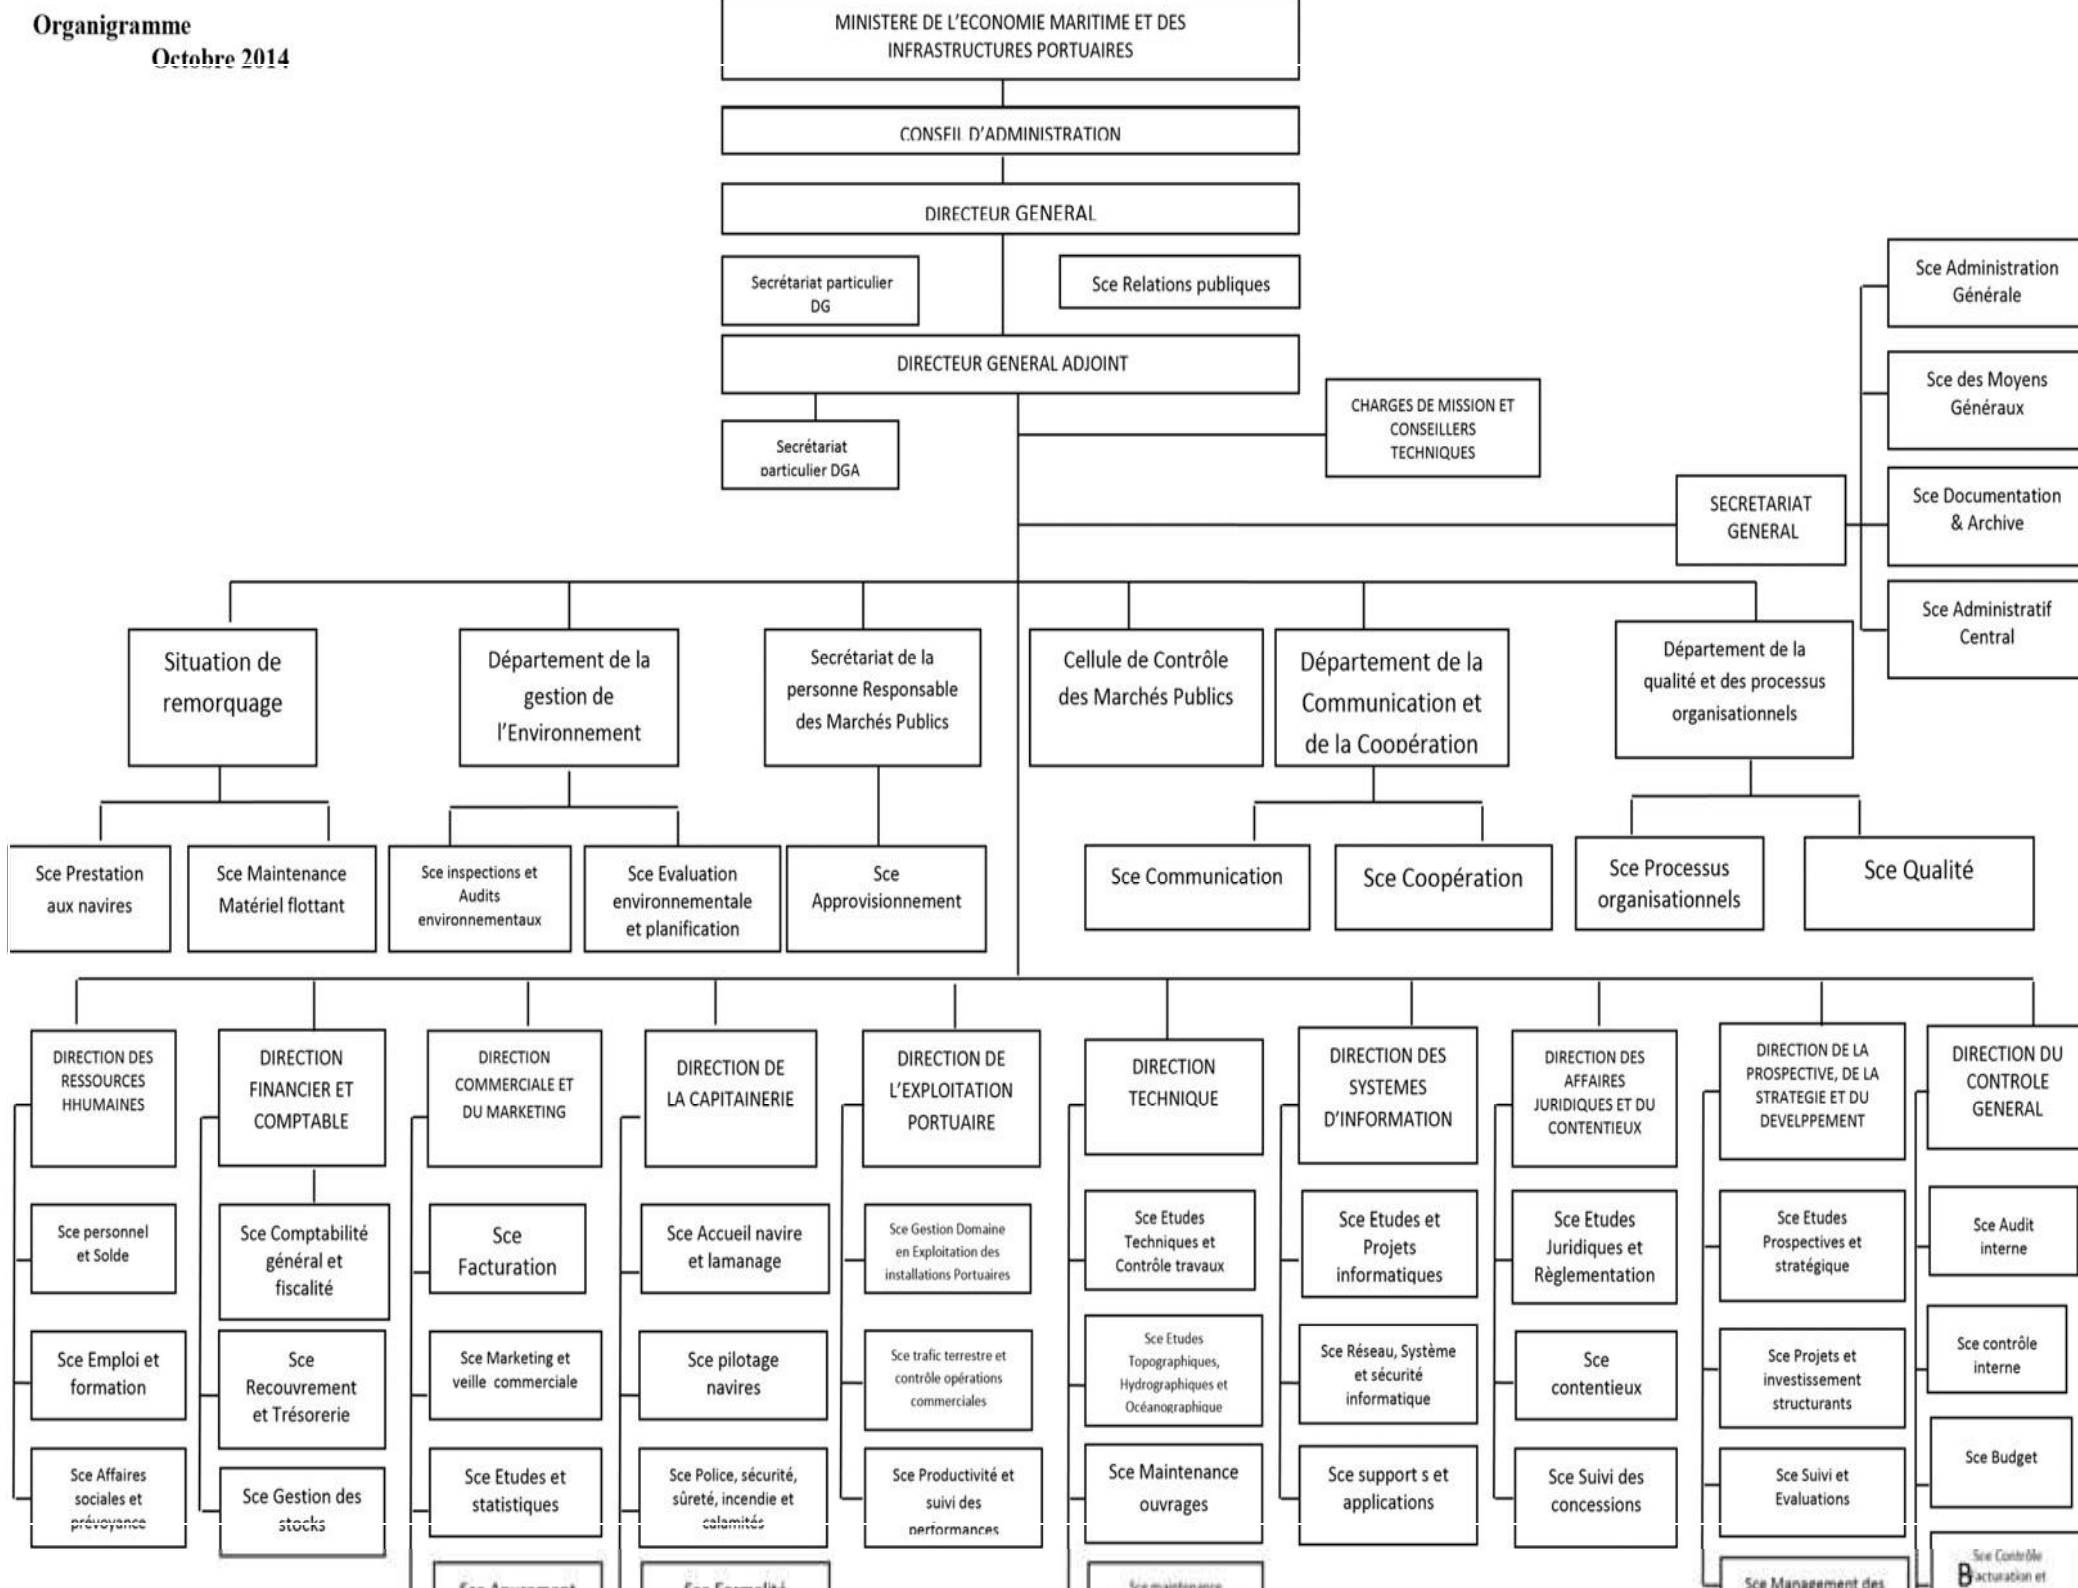 Organigramme
Octobre 2014
MINISTERE DE L'ECONOMIE MARITIME ET DES
INFRASTRUCTURES PORTUAIRES
CONSEIL D'ADMINISTRATION
DIRECTEUR GENERAL
Secrétariat particulier
DG
Sce Relations publiques
DIRECTEUR GENERAL ADJOINT
Secrétariat
particulier DGA
CHARGES DE MISSION ET
CONSEILLERS
TECHNIQUES
SECRETARIAT
GENERAL
Sce Administration
Générale
Sce des Moyens
Généraux
Sce Documentation
& Archive
Sce Administratif
Central
Situation de
remorquage
Département de la
gestion de
l'Environnement
Secrétariat de la
personne Responsable
des Marchés Publics
Cellule de Contrôle
des Marchés Publics
Département de la
Communication et
de la Coopération
Département de la
qualité et des processus
organisationnels
Sce Prestation
aux navires
Sce Maintenance
Matériel flottant
Sce inspections et
Audits
environnementaux
Sce Evaluation
environnementale
et planification
Sce
Approvisionnement
Sce Communication
Sce Coopération
Sce Processus
organisationnels
Sce Qualité
DIRECTION DES
RESSOURCES
HHUMAINES
DIRECTION
FINANCIER ET
COMPTABLE
DIRECTION
COMMERCIALE ET
DU MARKETING
DIRECTION DE
LA CAPITAINERIE
DIRECTION DE
L'EXPLOITATION
PORTUAIRE
DIRECTION
TECHNIQUE
DIRECTION DES
SYSTEMES
D'INFORMATION
DIRECTION DES
AFFAIRES
JURIDIQUES ET DU
CONTENTIEUX
DIRECTION DE LA
PROSPECTIVE, DE LA
STRATEGIE ET DU
DEVELPPEMENT
DIRECTION DU
CONTROLE
GENERAL
Sce personnel
et Solde
Sce Comptabilité
général et
fiscalité
Sce
Facturation
Sce Accueil navire
et lamanage
Sce Gestion Domaine
en Exploitation des
installations Portuaires
Sce Etudes
Techniques et
Contrôle travaux
Sce Etudes et
Projets
informatiques
Sce Etudes
Juridiques et
Règlementation
Sce Etudes
Prospectives et
stratégique
Sce Audit
interne
Sce Emploi et
formation
Sce
Recouvrement
et Trésorerie
Sce Marketing et
veille commerciale
Sce pilotage
navires
Sce trafic terrestre et
contrôle opérations
commerciales
Sce Etudes
Topographiques,
Hydrographiques et
Océanographique
Sce Réseau, Système
et sécurité
informatique
Sce
contentieux
Sce Projets et
investissement
structurants
Sce contrôle
interne
Sce Affaires
sociales et
prévoyance
Sce Gestion des
stocks
Sce Etudes et
statistiques
Sce Police, sécurité,
sûreté, incendie et
calamités
Sce Productivité et
suivi des
performances
Sce Maintenance
ouvrages
Sce support s et
applications
Sce Suivi des
concessions
Sce Suivi et
Evaluations
Sce Budget
Sce Apurement
Sce Formalité
Sce maintenance
Sce Management des
Sce Contrôle
Facturation et
B